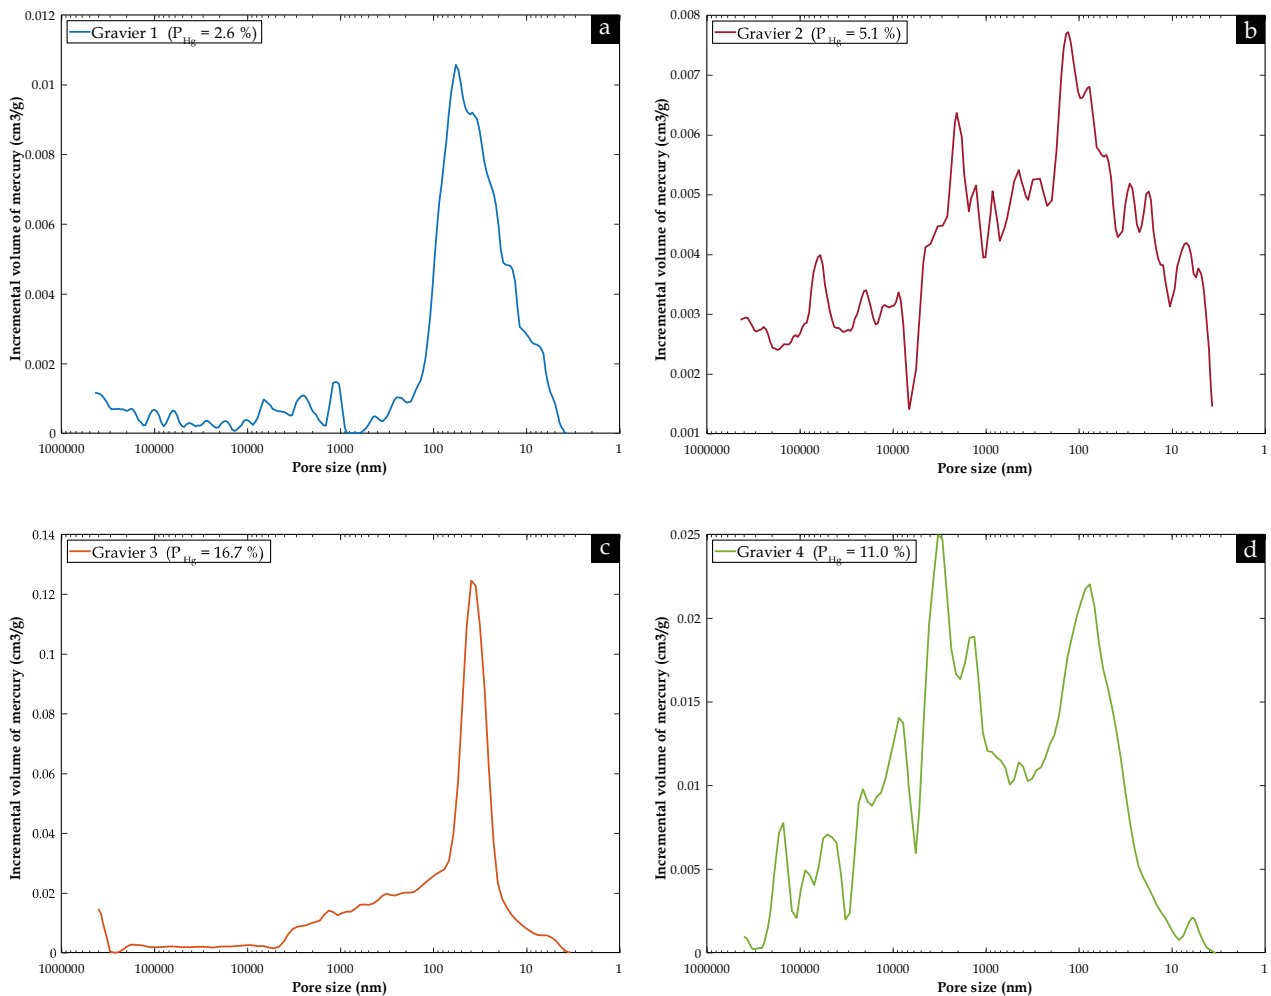 Gravier 1 (P_Hg = 2.6 %)
a
Incremental volume of mercury (cm3/g)
0.012
0.01
0.008
0.006
0.004
0.002
0
1000000 100000 10000 1000 100 10 1
Pore size (nm)
Gravier 2 (P_Hg = 5.1 %)
b
Incremental volume of mercury (cm3/g)
0.008
0.007
0.006
0.005
0.004
0.003
0.002
0.001
1000000 100000 10000 1000 100 10 1
Pore size (nm)
Gravier 3 (P_Hg = 16.7 %)
c
Incremental volume of mercury (cm3/g)
0.14
0.12
0.1
0.08
0.06
0.04
0.02
0
1000000 100000 10000 1000 100 10 1
Pore size (nm)
Gravier 4 (P_Hg = 11.0 %)
d
Incremental volume of mercury (cm3/g)
0.025
0.02
0.015
0.01
0.005
0
1000000 100000 10000 1000 100 10 1
Pore size (nm)